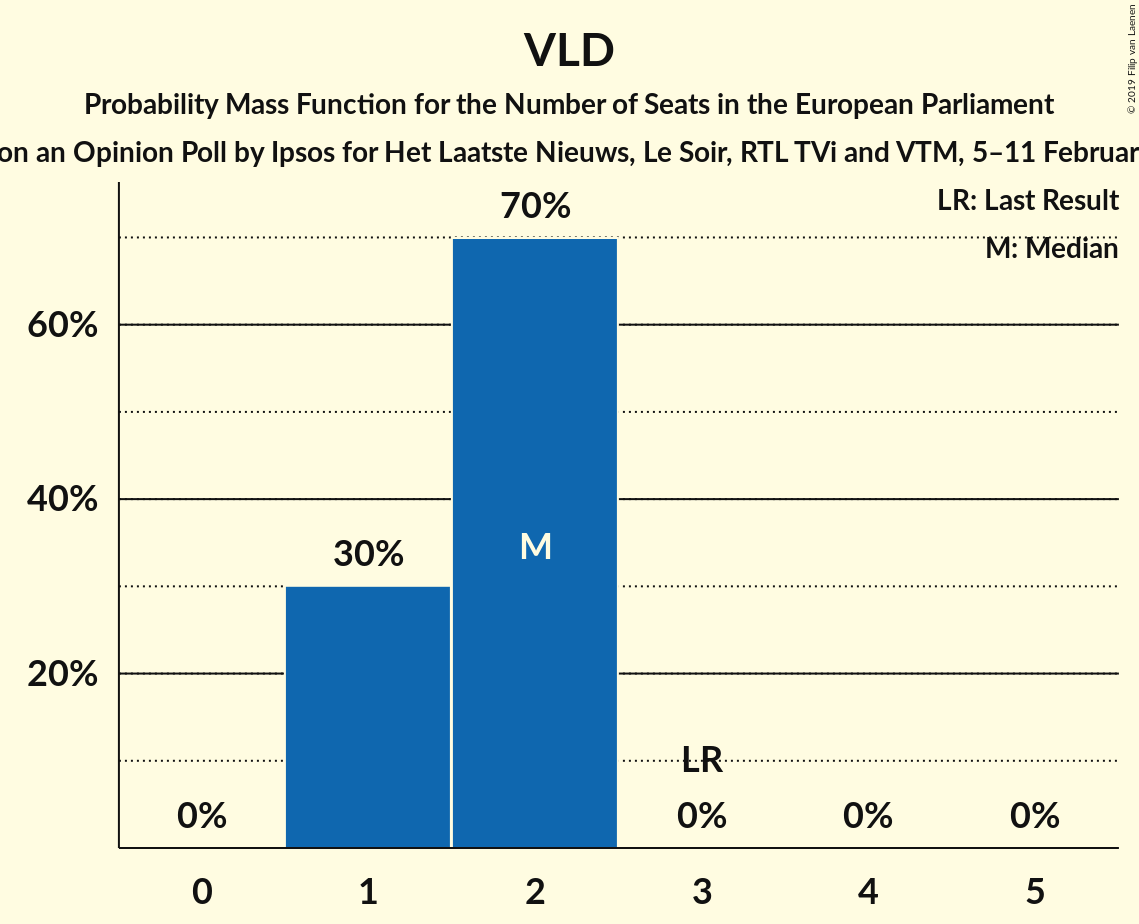 VLD
Probability Mass Function for the Number of Seats in the European Parliament
on an Opinion Poll by Ipsos for Het Laatste Nieuws, Le Soir, RTL TVi and VTM, 5–11 Februar
© 2019 Filip van Laenen
LR: Last Result
M: Median
70%
60%
40%
30%
20%
M
LR
0%
0%
0%
0%
0 1 2 3 4 5